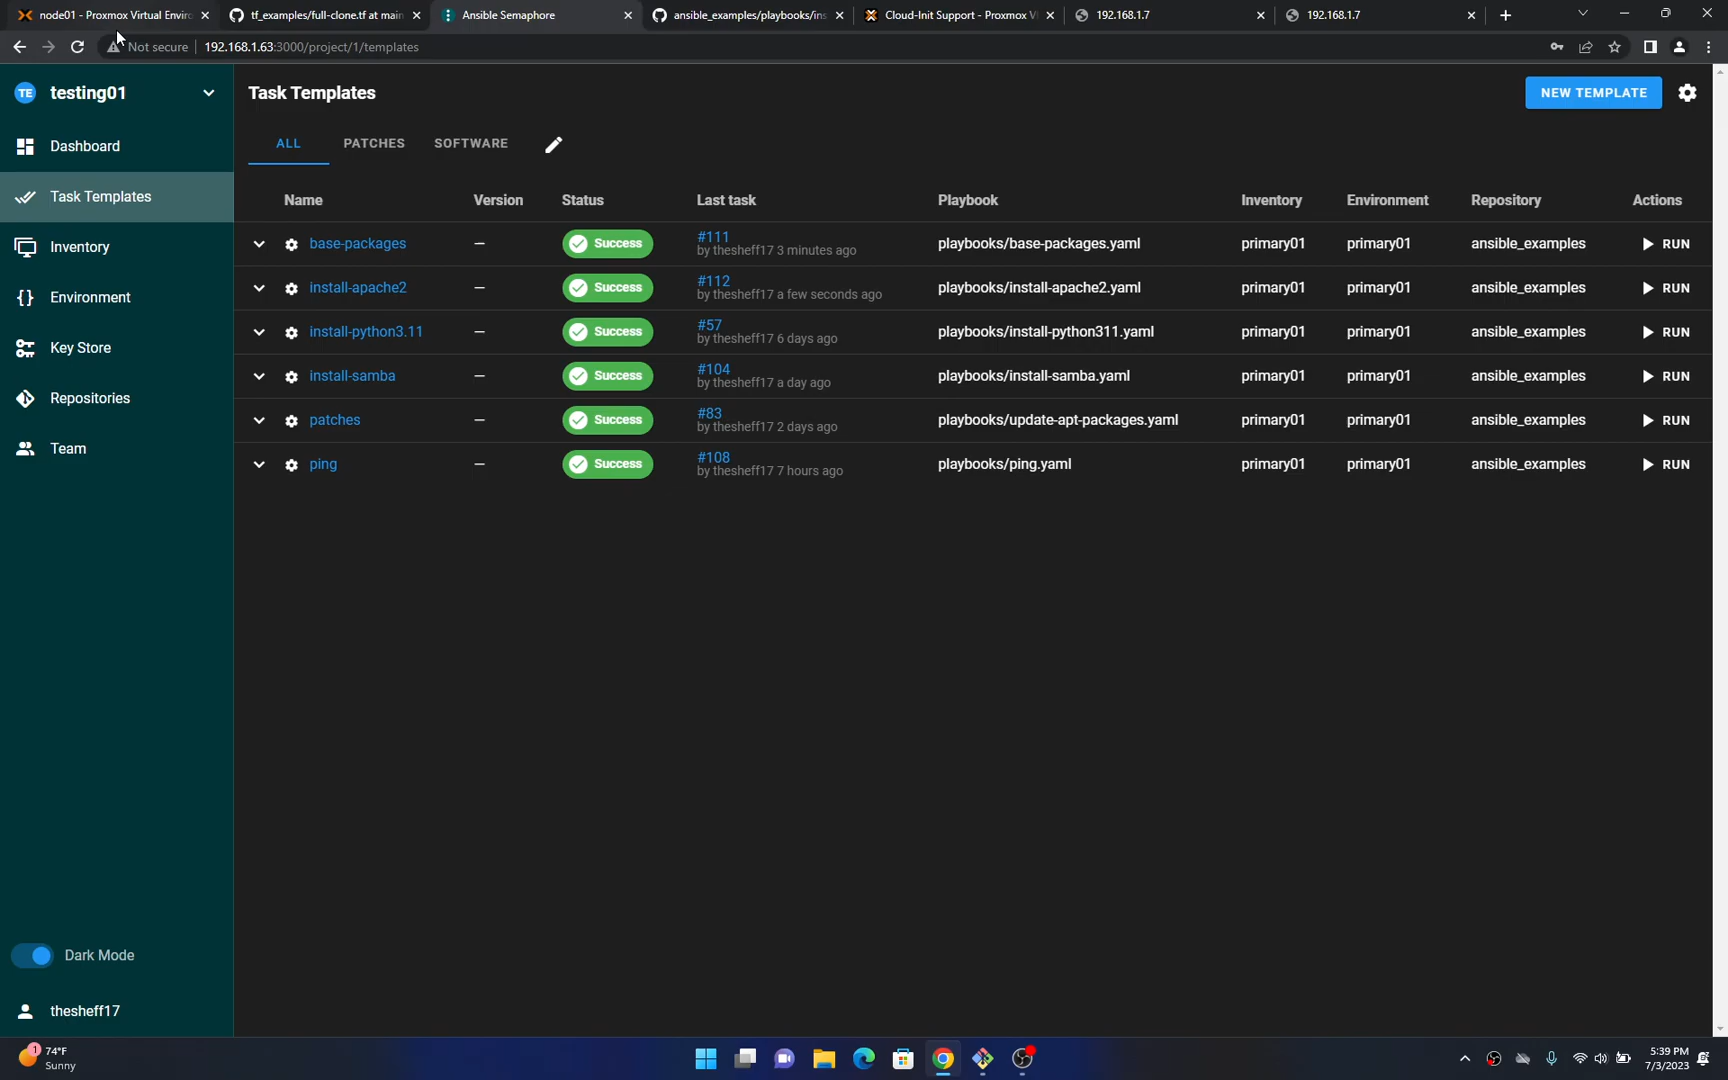 node01 - Proxmox Virtual Enviro
tf_examples/full-clone.tf at main
Ansible Semaphore
ansible_examples/playbooks/ins
Cloud-Init Support - Proxmox V
192.168.1.7
192.168.1.7
Not secure
192.168.1.63:3000/project/1/templates
TE
testing01
Dashboard
Task Templates
Inventory
Environment
Key Store
Repositories
Team
Dark Mode
thesheff17
Task Templates
NEW TEMPLATE
ALL
PATCHES
SOFTWARE
Name Version Status Last task Playbook Inventory Environment Repository Actions
base-packages — Success #111 playbooks/base-packages.yaml primary01 primary01 ansible_examples RUN
by thesheff17 3 minutes ago
install-apache2 — Success #112 playbooks/install-apache2.yaml primary01 primary01 ansible_examples RUN
by thesheff17 a few seconds ago
install-python3.11 — Success #57 playbooks/install-python311.yaml primary01 primary01 ansible_examples RUN
by thesheff17 6 days ago
install-samba — Success #104 playbooks/install-samba.yaml primary01 primary01 ansible_examples RUN
by thesheff17 a day ago
patches — Success #83 playbooks/update-apt-packages.yaml primary01 primary01 ansible_examples RUN
by thesheff17 2 days ago
ping — Success #108 playbooks/ping.yaml primary01 primary01 ansible_examples RUN
by thesheff17 7 hours ago
1
74°F
Sunny
5:39 PM
7/3/2023